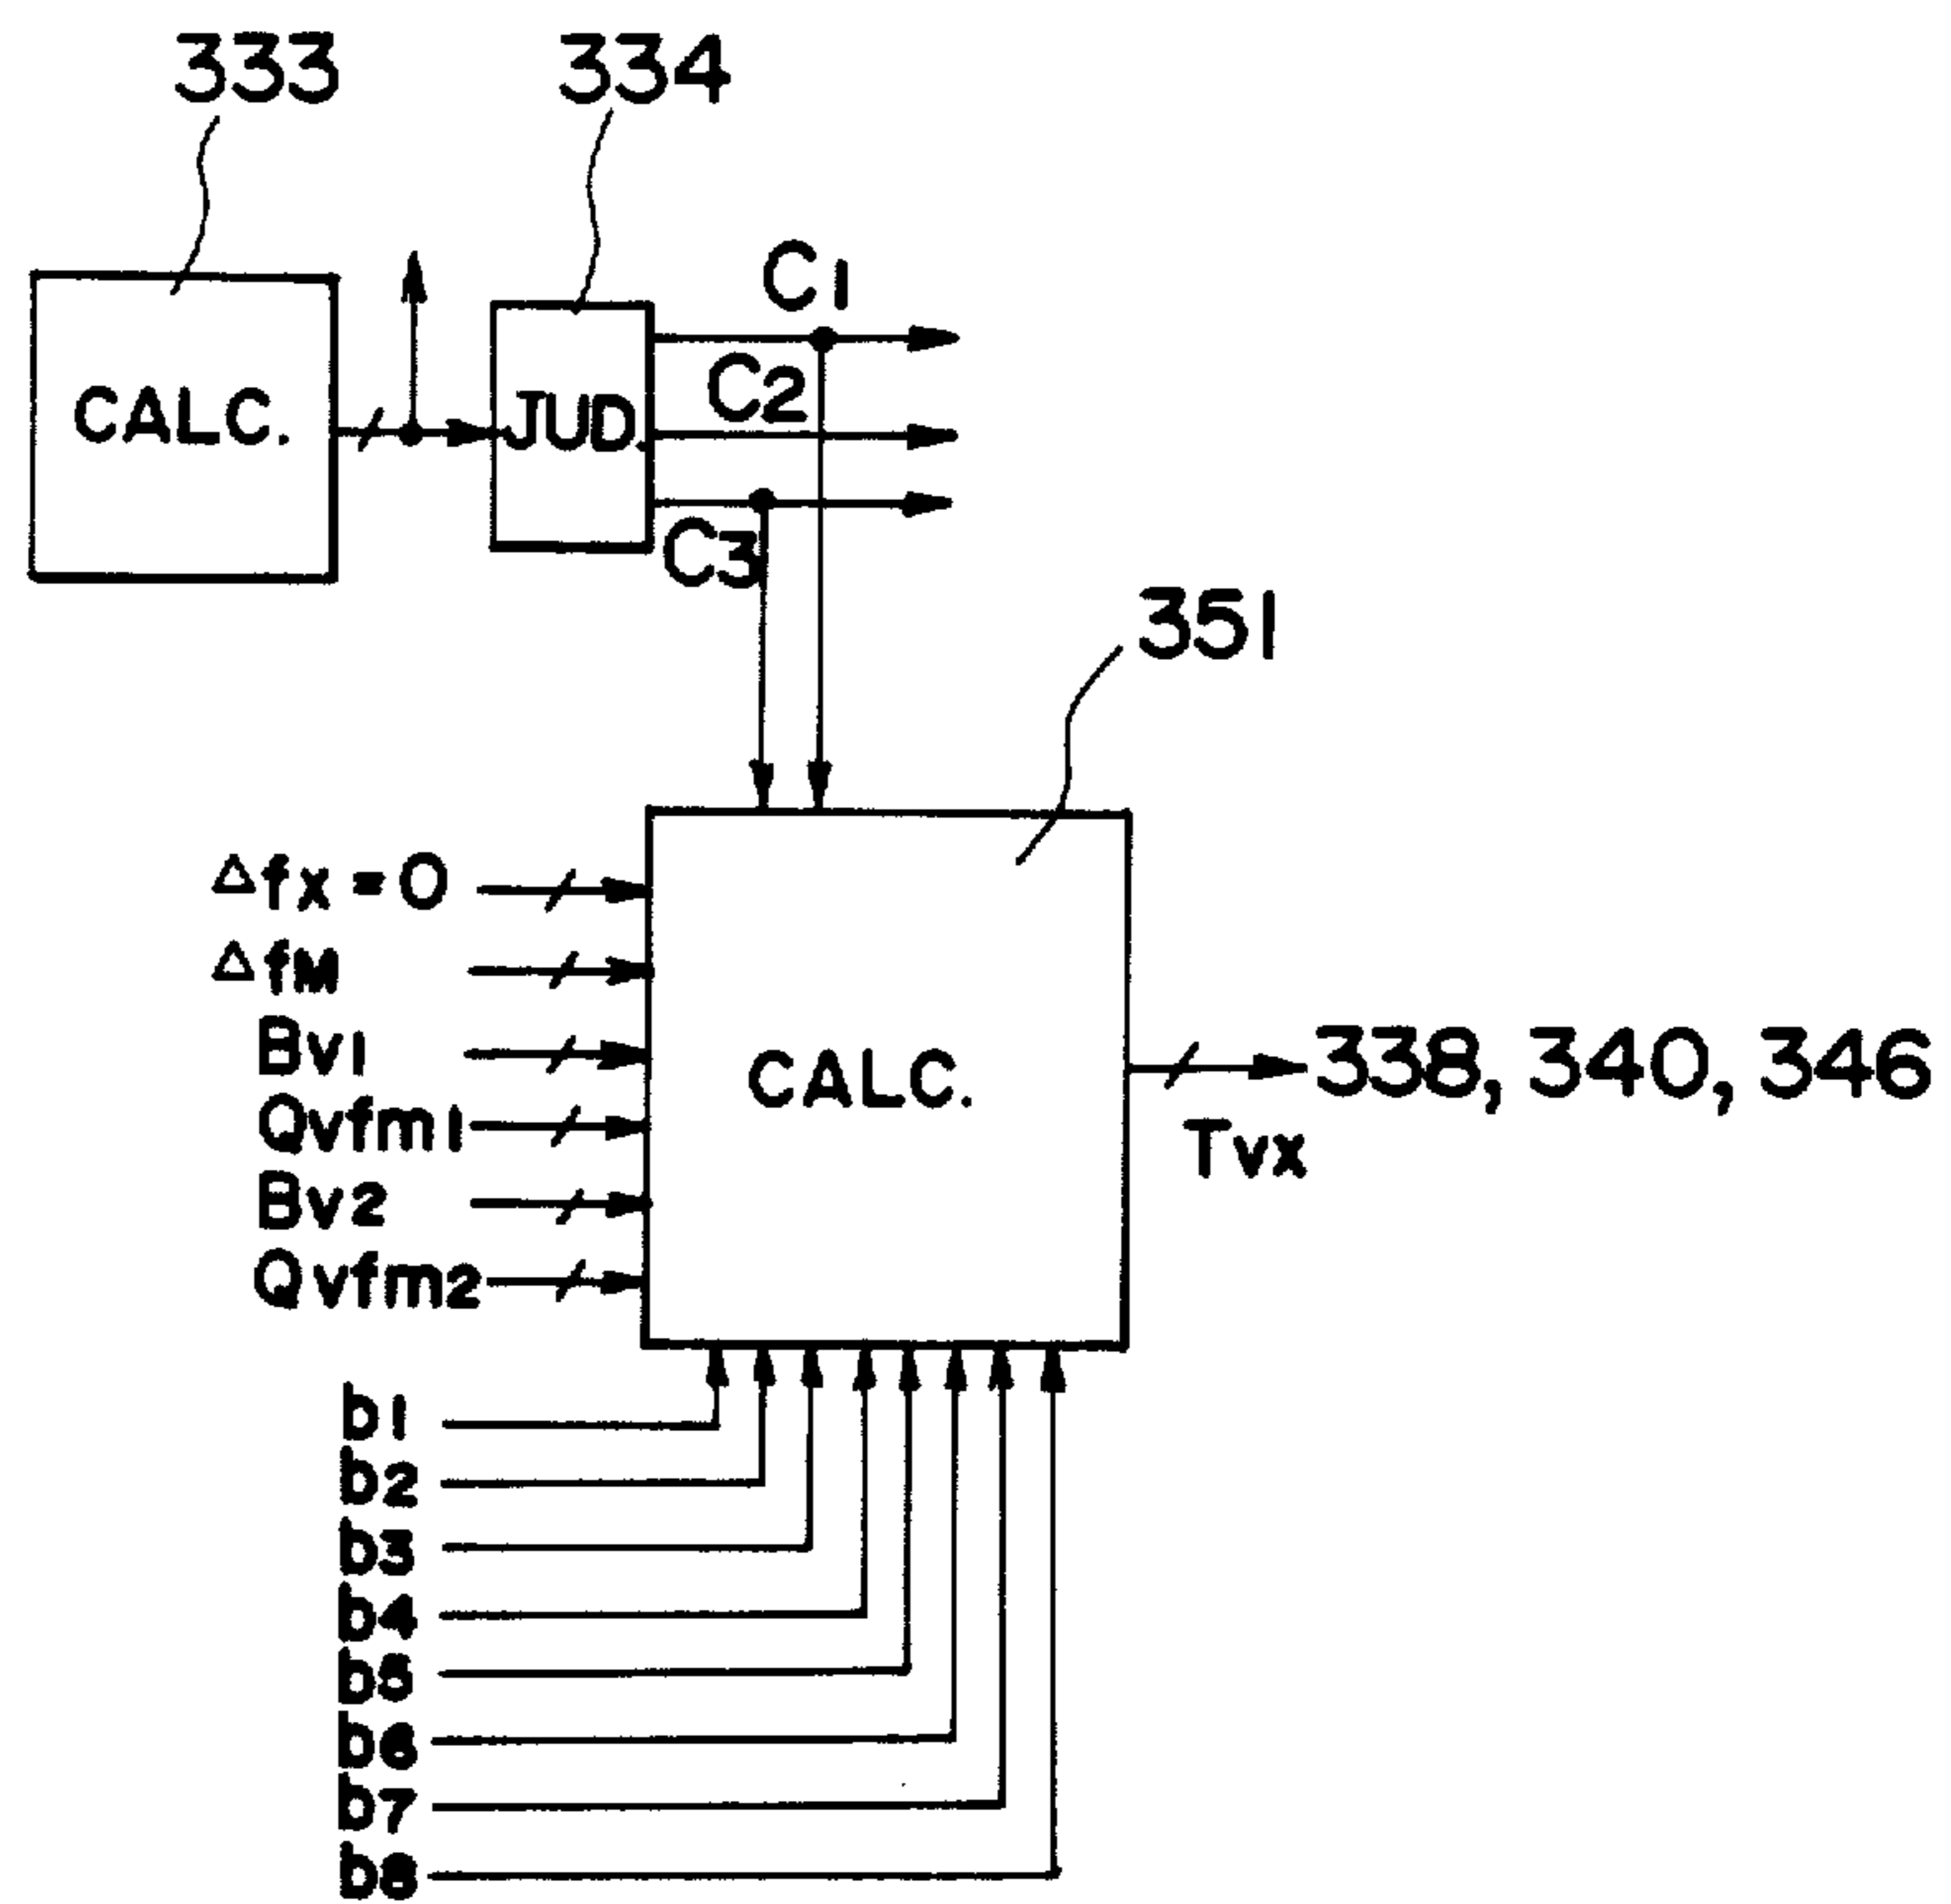 333
334
C1
C2
C3
CALC.
JUD.
351
Δfx=0
ΔfM
Bv1
Qvfm1
Bv2
Qvfm2
CALC.
338, 340, 346
Tvx
b1
b2
b3
b4
b5
b6
b7
b8